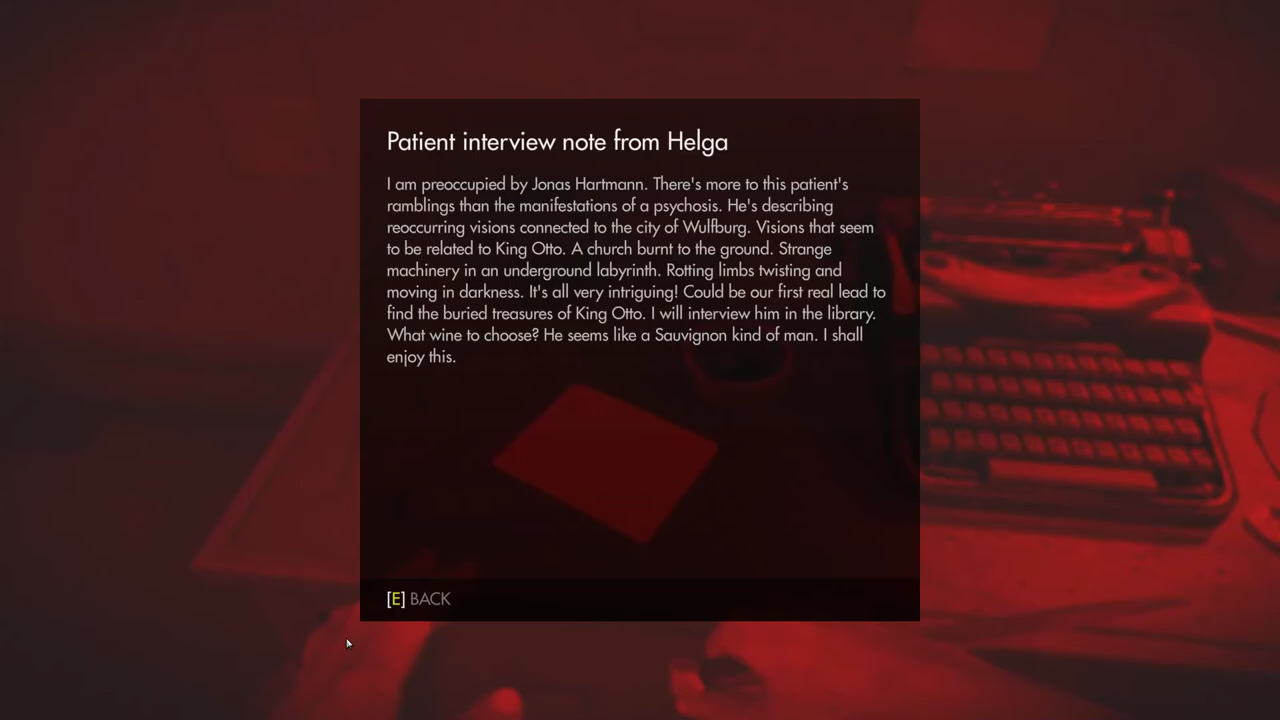 Patient interview note from Helga
I am preoccupied by Jonas Hartmann. There's more to this patient's
ramblings than the manifestations of a psychosis. He's describing
reoccurring visions connected to the city of Wulfburg. Visions that seem
to be related to King Otto. A church burnt to the ground. Strange
machinery in an underground labyrinth. Rotting limbs twisting and
moving in darkness. It's all very intriguing! Could be our first real lead to
find the buried treasures of King Otto. I will interview him in the library.
What wine to choose? He seems like a Sauvignon kind of man. I shall
enjoy this.
[E] BACK